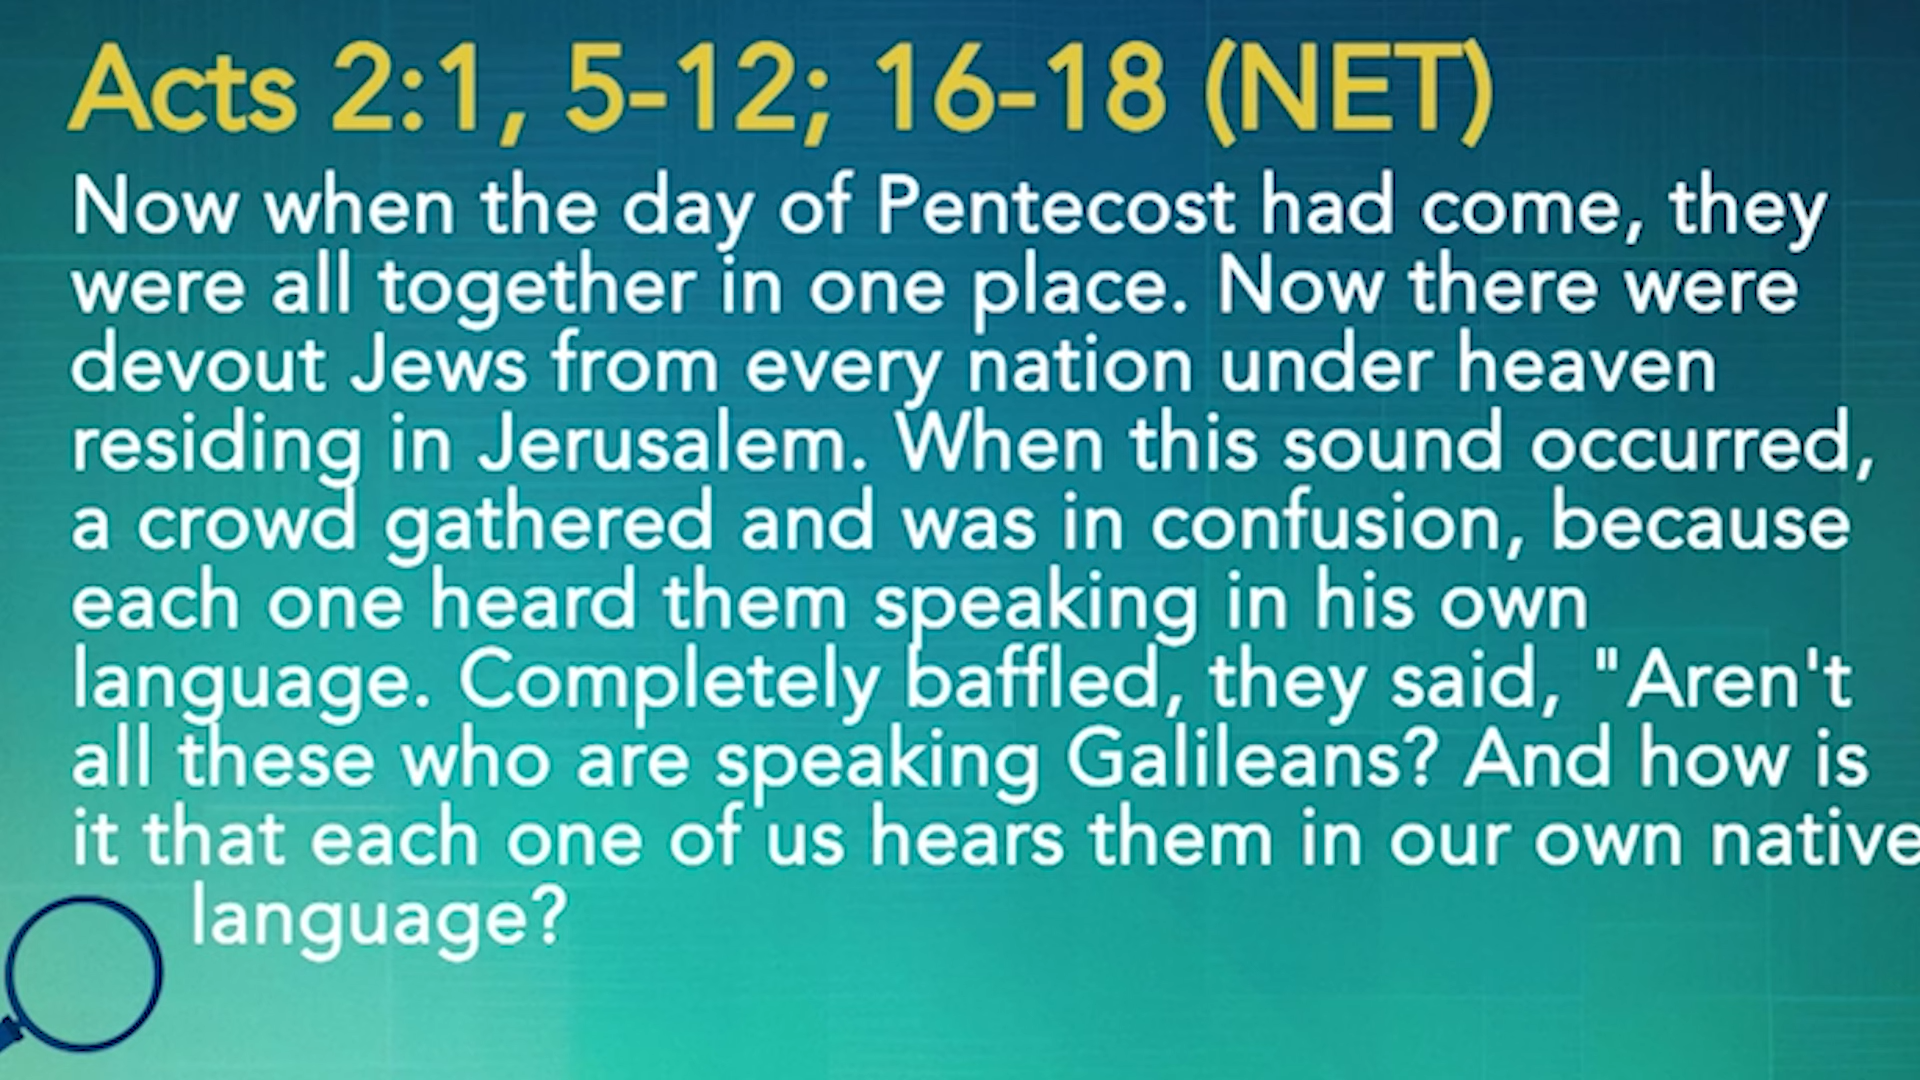 Acts 2:1, 5-12; 16-18 (NET)
Now when the day of Pentecost had come, they
were all together in one place. Now there were
devout Jews from every nation under heaven
residing in Jerusalem. When this sound occurred,
a crowd gathered and was in confusion, because
each one heard them speaking in his own
language. Completely baffled, they said, "Aren't
all these who are speaking Galileans? And how is
it that each one of us hears them in our own native
language?